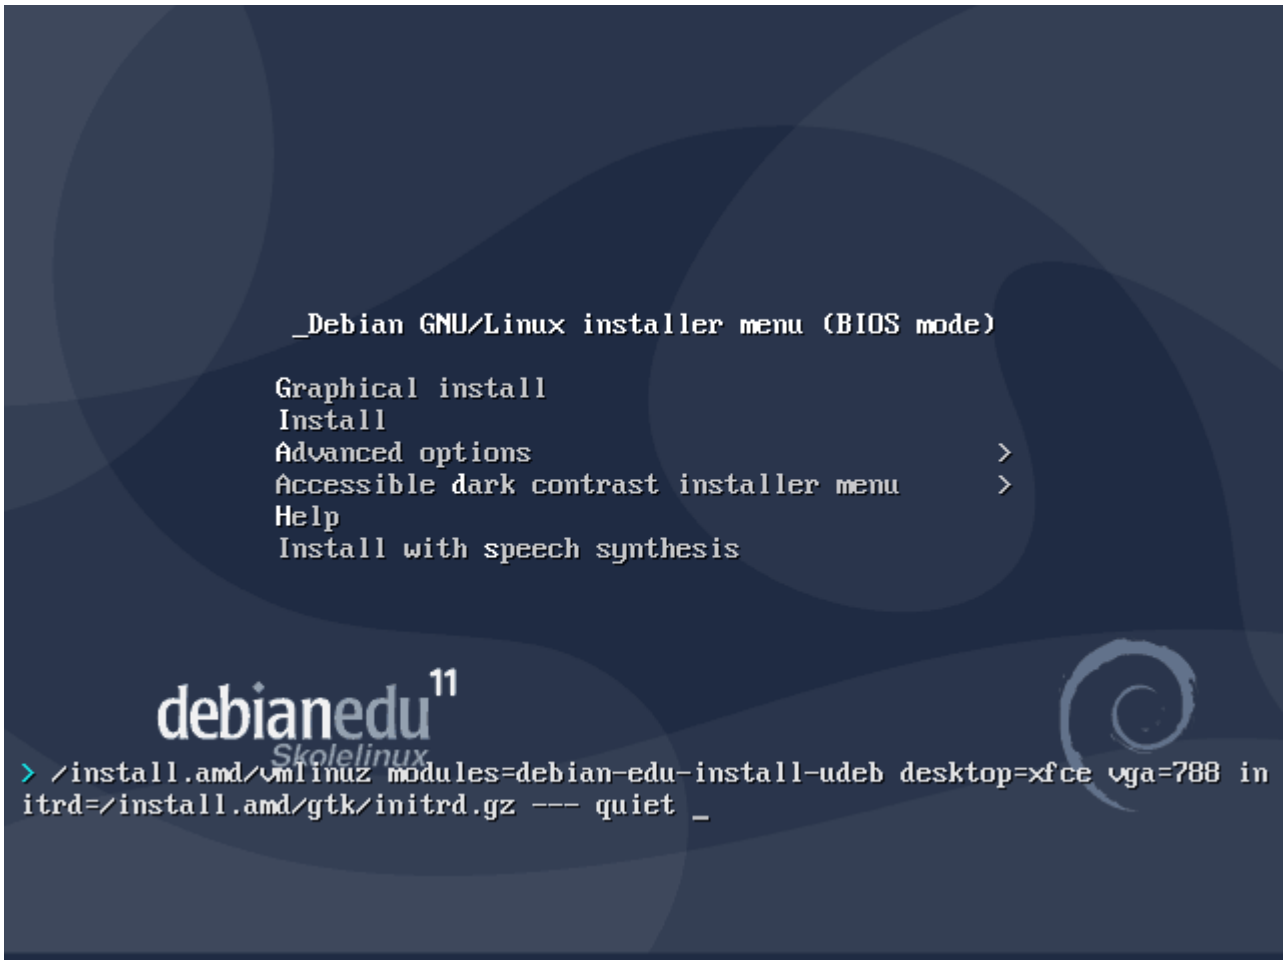 _Debian GNU/Linux installer menu (BIOS mode)
Graphical install
Install
Advanced options >
Accessible dark contrast installer menu >
Help
Install with speech synthesis
debianedu 11
Skolelinux
> /install.amd/vmlinuz modules=debian-edu-install-udeb desktop=xfce vga=788 in
itrd=/install.amd/gtk/initrd.gz --- quiet _